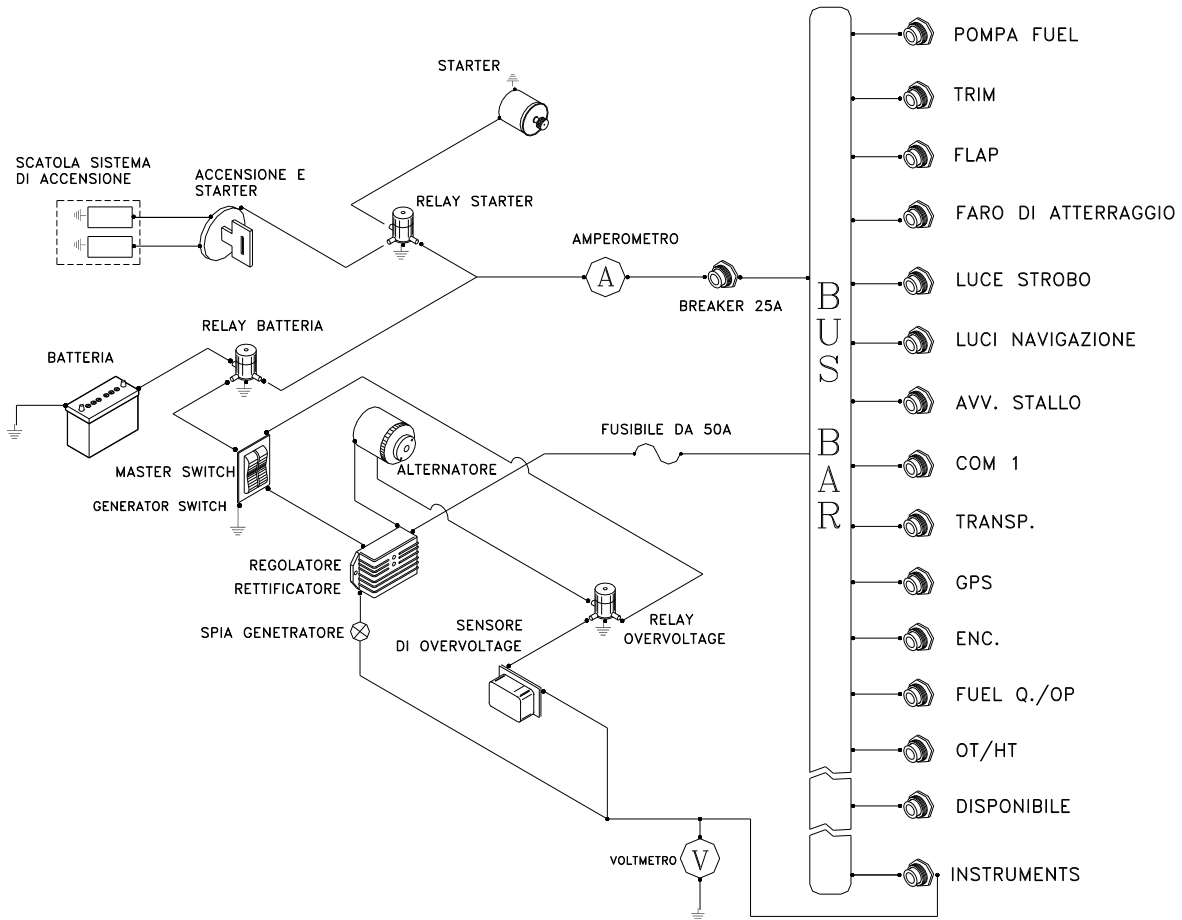 STARTER
SCATOLA SISTEMA
DI ACCENSIONE
ACCENSIONE E
STARTER
RELAY STARTER
AMPEROMETRO
A
BREAKER 25A
RELAY BATTERIA
BATTERIA
MASTER SWITCH
GENERATOR SWITCH
ALTERNATORE
FUSIBILE DA 50A
REGOLATORE
RETTIFICATORE
SPIA GENETRATORE
SENSORE
DI OVERVOLTAGE
RELAY
OVERVOLTAGE
VOLTMETRO
V
BUS BAR
POMPA FUEL
TRIM
FLAP
FARO DI ATTERRAGGIO
LUCE STROBO
LUCI NAVIGAZIONE
AVV. STALLO
COM 1
TRANSP.
GPS
ENC.
FUEL Q./OP
OT/HT
DISPONIBILE
INSTRUMENTS